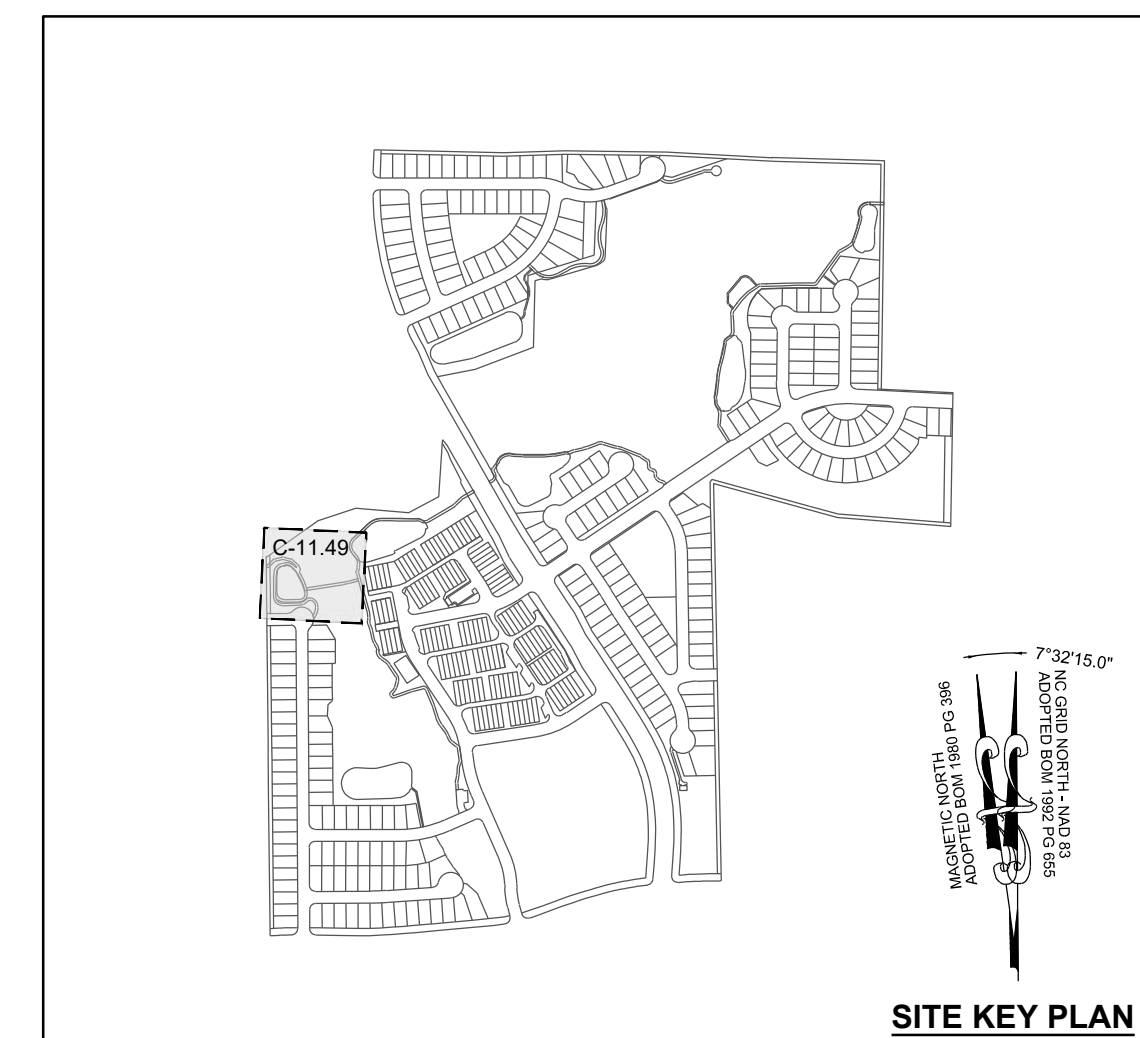 C-11.49
7°32'15.0"
MAGNETIC NORTH
ADOPTED BOM 1980 PG 396
NC GRID NORTH - NAD 83
ADOPTED BOM 1992 PG 655
SITE KEY PLAN